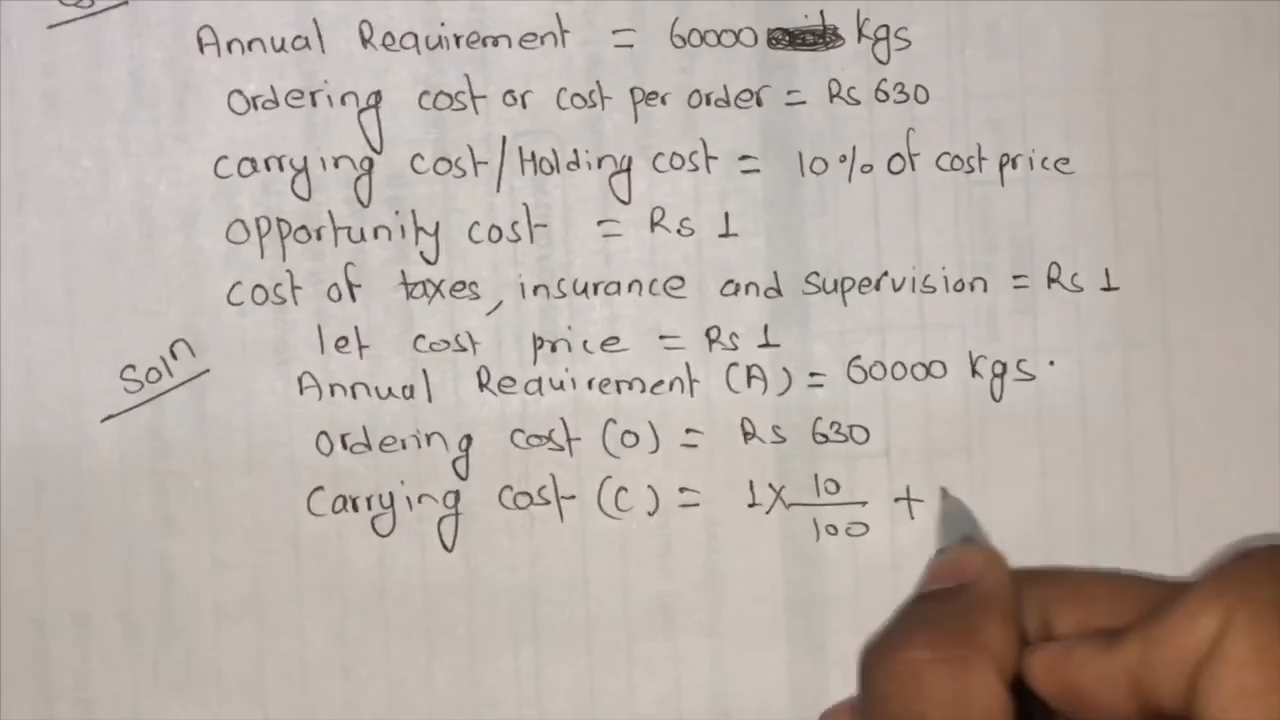 Annual Requirement = 60000 kgs
Ordering cost or cost per order = Rs 630
carrying cost/Holding cost = 10% of cost price
opportunity cost = Rs 1
cost of taxes, insurance and supervision = Rs 1
let cost price = Rs 1
Soln
Annual Requirement (A) = 60000 kgs.
Ordering cost (O) = Rs 630
Carrying cost (C) = 1 × 10/100 +